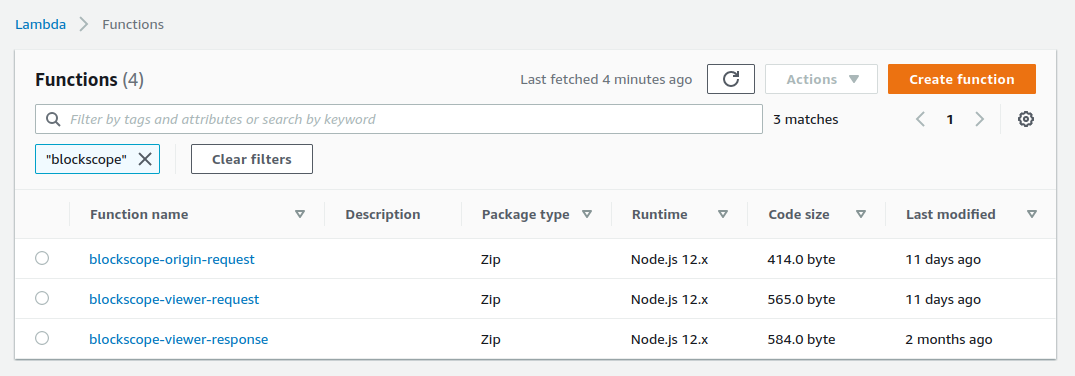 Lambda > Functions
Functions (4) Last fetched 4 minutes ago Actions Create function
Filter by tags and attributes or search by keyword 3 matches < 1 >
"blockscope" X Clear filters
Function name Description Package type Runtime Code size Last modified
blockscope-origin-request Zip Node.js 12.x 414.0 byte 11 days ago
blockscope-viewer-request Zip Node.js 12.x 565.0 byte 11 days ago
blockscope-viewer-response Zip Node.js 12.x 584.0 byte 2 months ago